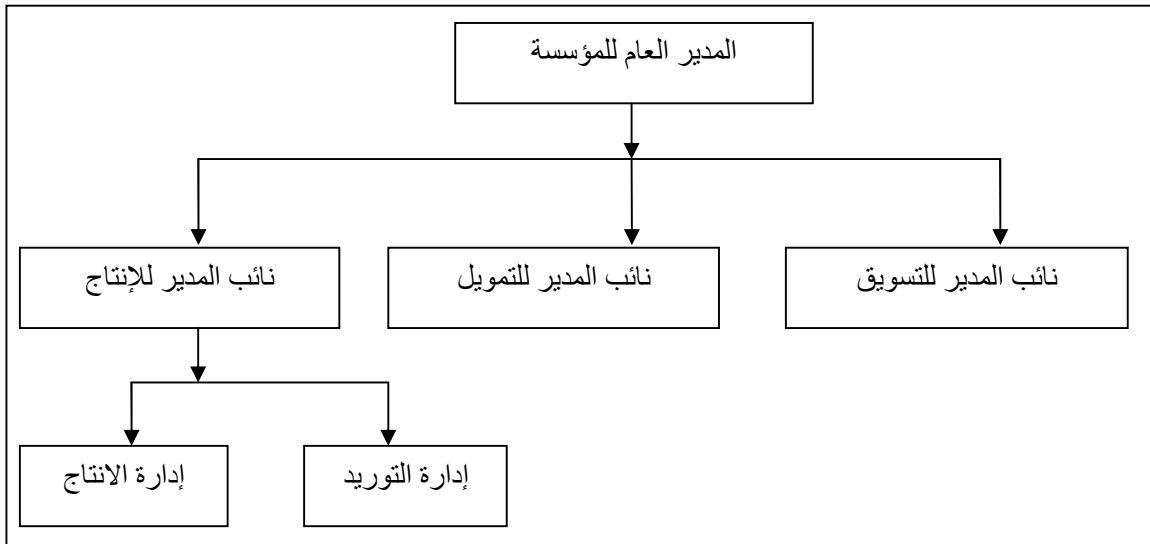 المدير العام للمؤسسة
نائب المدير للتسويق
نائب المدير للتمويل
نائب المدير للإنتاج
إدارة التوريد
إدارة الانتاج